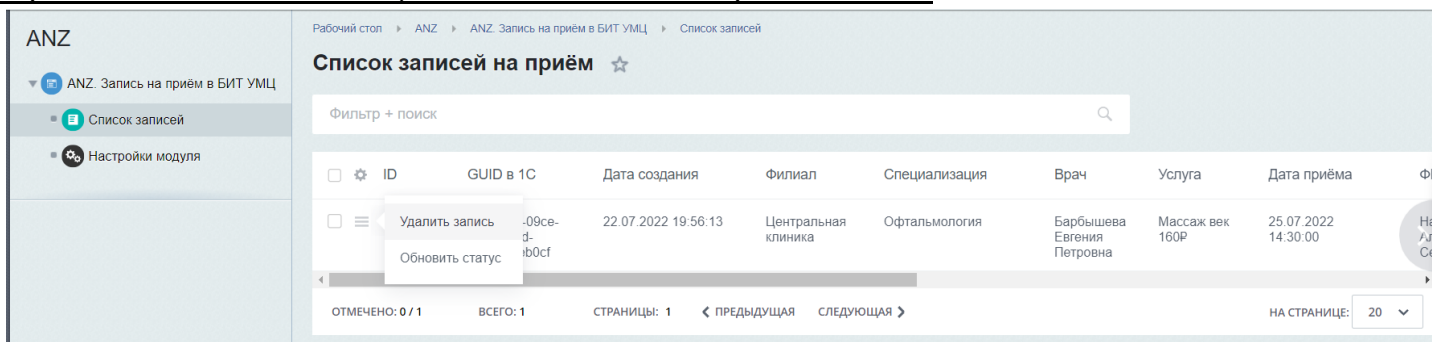 ANZ
ANZ. Запись на приём в БИТ УМЦ
Список записей
Настройки модуля
Рабочий стол ANZ ANZ. Запись на приём в БИТ УМЦ Список записей
Список записей на приём
Фильтр + поиск
ID GUID в 1С Дата создания Филиал Специализация Врач Услуга Дата приёма
Удалить запись
Обновить статус
-09ce-
22.07.2022 19:56:13 Центральная Офтальмология Барбышева Массаж век 25.07.2022
клиника Евгения 160₽ 14:30:00
Петровна
ОТМЕЧЕНО: 0 / 1 ВСЕГО: 1 СТРАНИЦЫ: 1 ПРЕДЫДУЩАЯ СЛЕДУЮЩАЯ НА СТРАНИЦЕ: 20